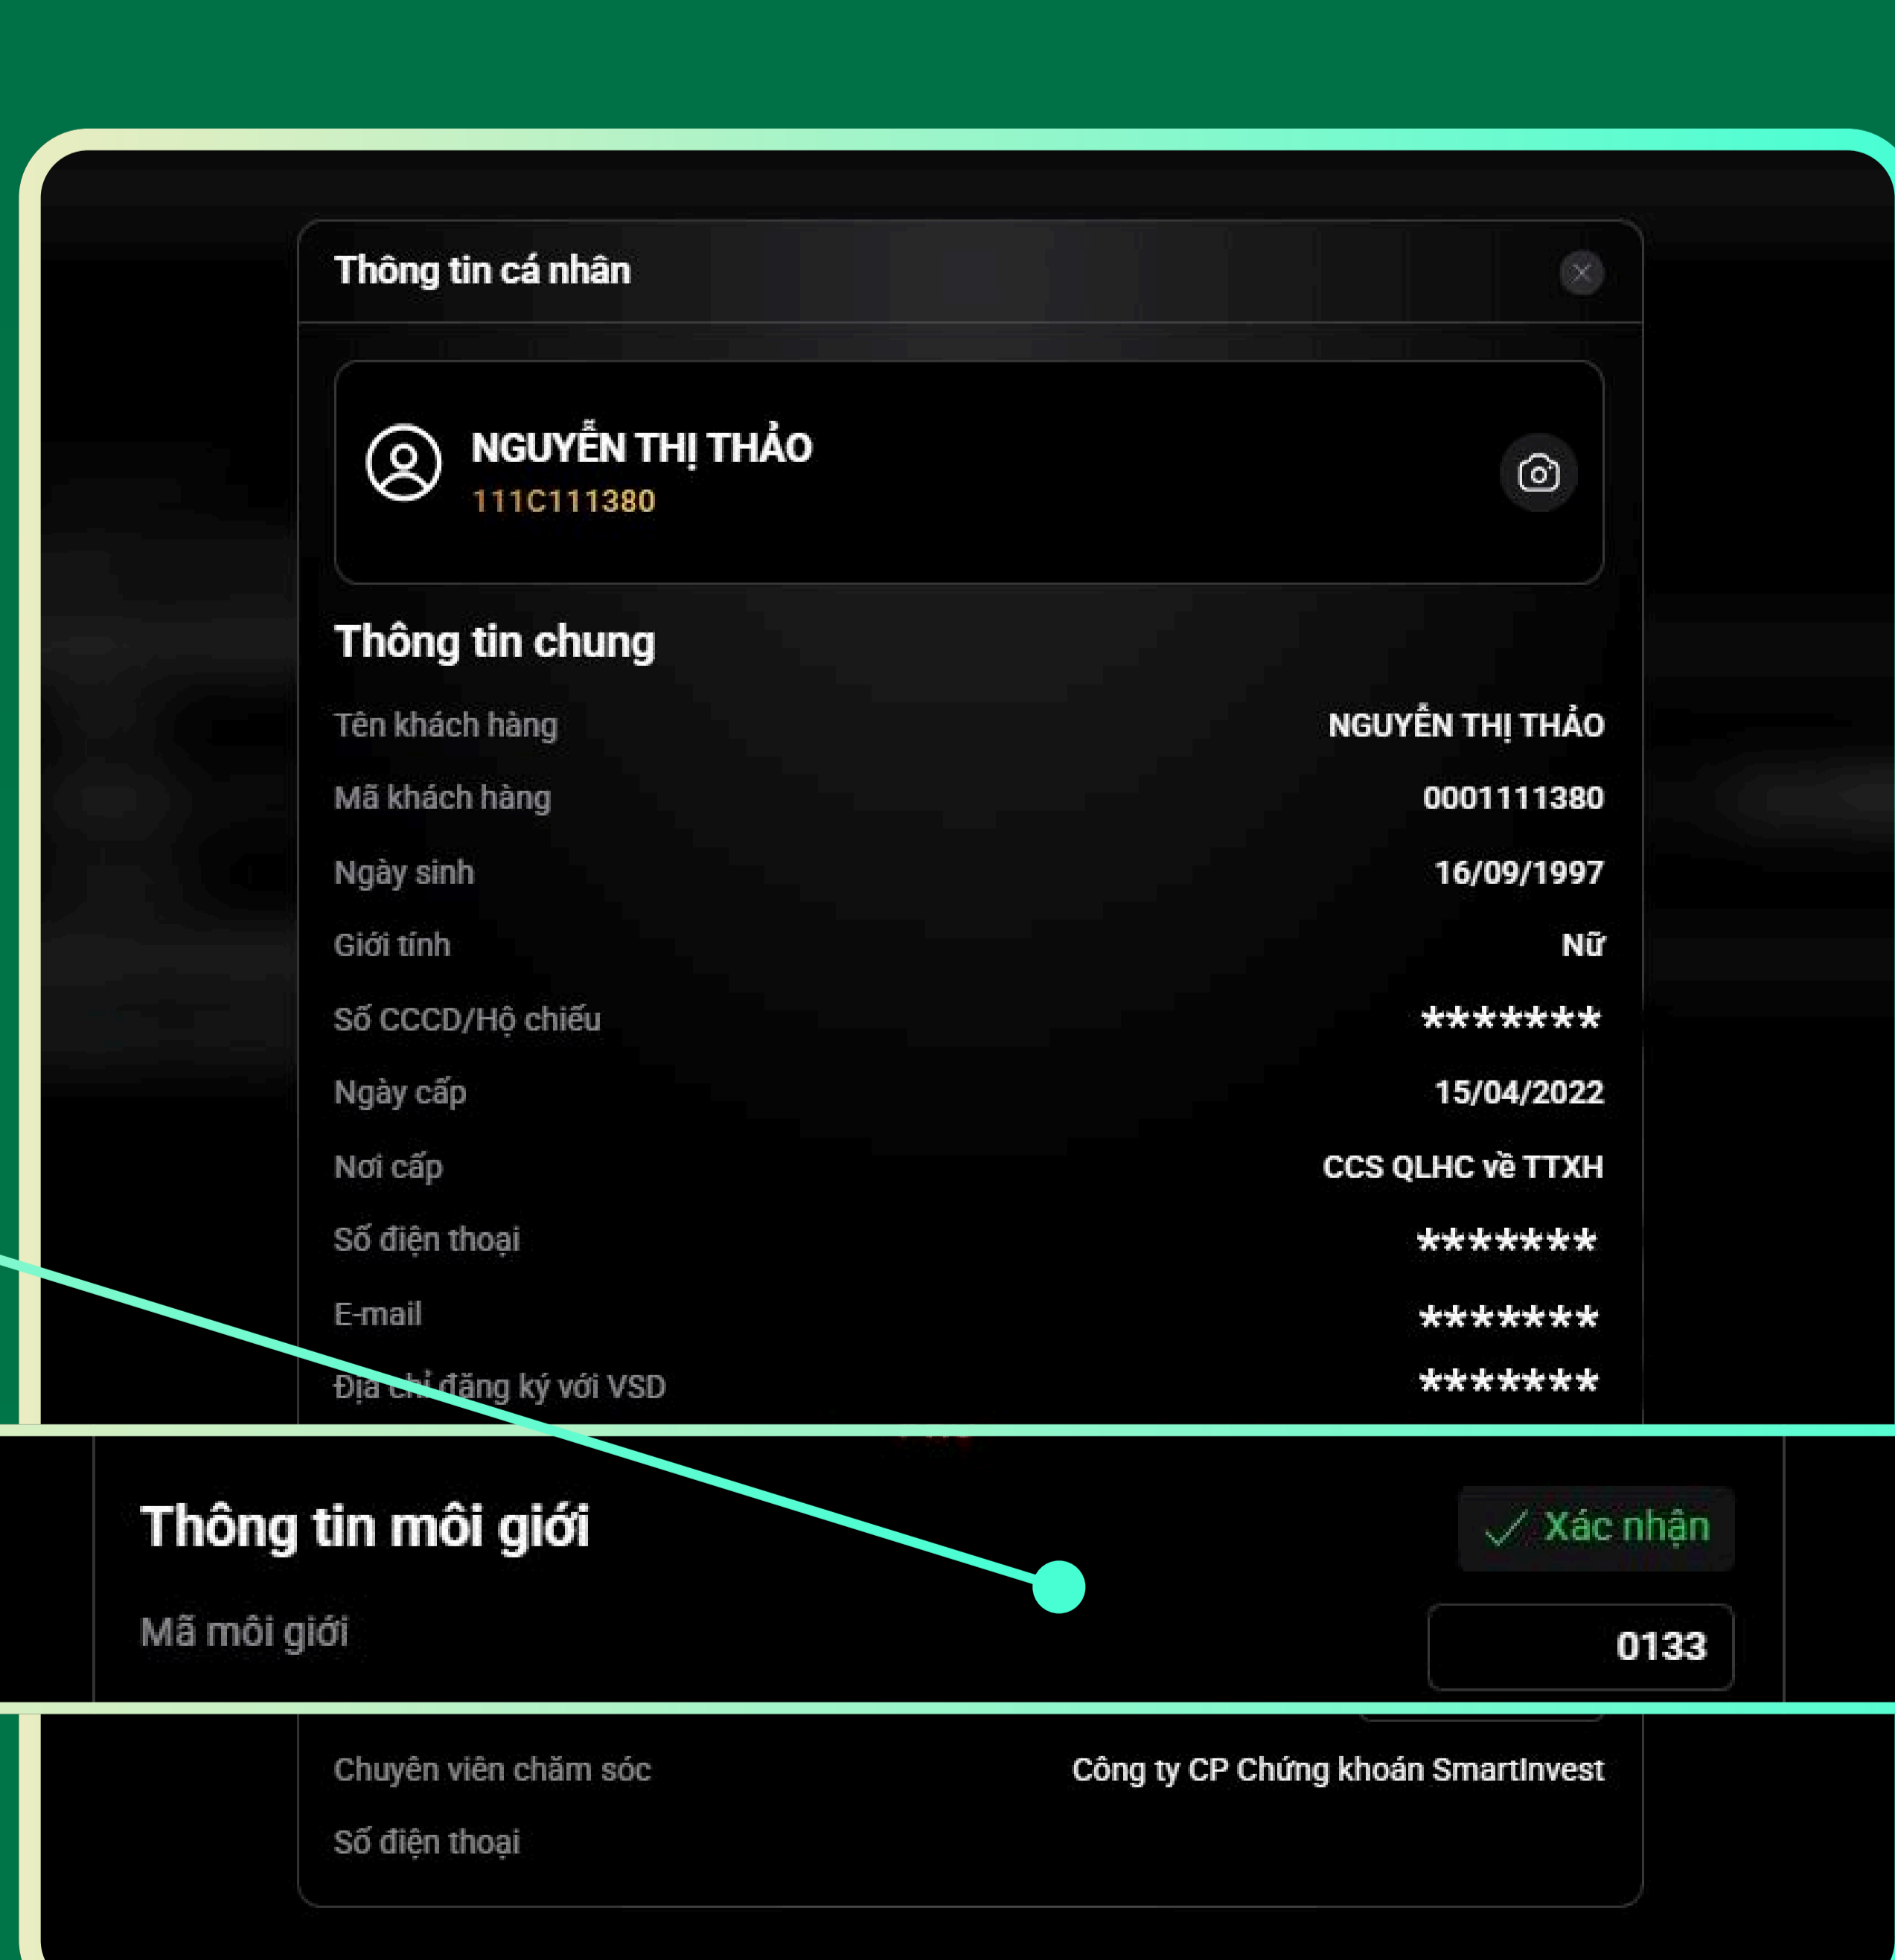 Thông tin cá nhân
NGUYỄN THỊ THẢO
111C111380
Thông tin chung
Tên khách hàng NGUYỄN THỊ THẢO
Mã khách hàng 0001111380
Ngày sinh 16/09/1997
Giới tính Nữ
Số CCCD/Hộ chiếu *******
Ngày cấp 15/04/2022
Nơi cấp CCS QLHC về TTXH
Số điện thoại *******
E-mail *******
Địa chỉ đăng ký với VSD *******
Thông tin môi giới Xác nhận
Mã môi giới 0133
Chuyên viên chăm sóc Công ty CP Chứng khoán SmartInvest
Số điện thoại